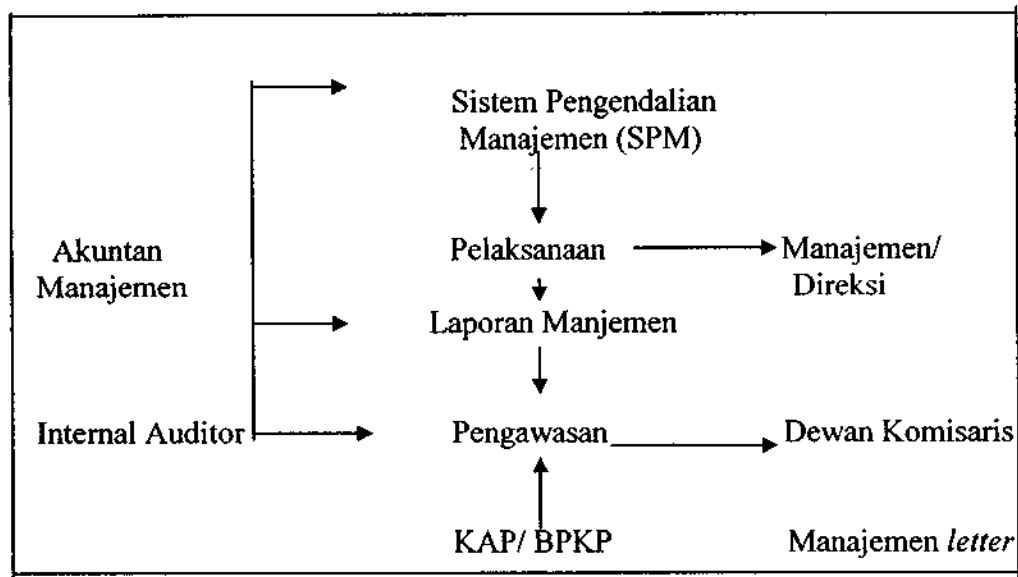 Sistem Pengendalian
Manajemen (SPM)
Akuntan
Manajemen
Pelaksanaan
Manajemen/
Direksi
Laporan Manjemen
Internal Auditor
Pengawasan
Dewan Komisaris
KAP/ BPKP
Manajemen letter